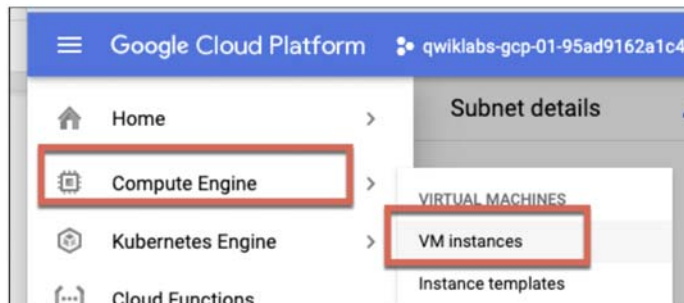 Google Cloud Platform qwiklabs-gcp-01-95ad9162a1c4
Home
Subnet details
Compute Engine
VIRTUAL MACHINES
Kubernetes Engine
VM instances
Instance templates
Cloud Functions